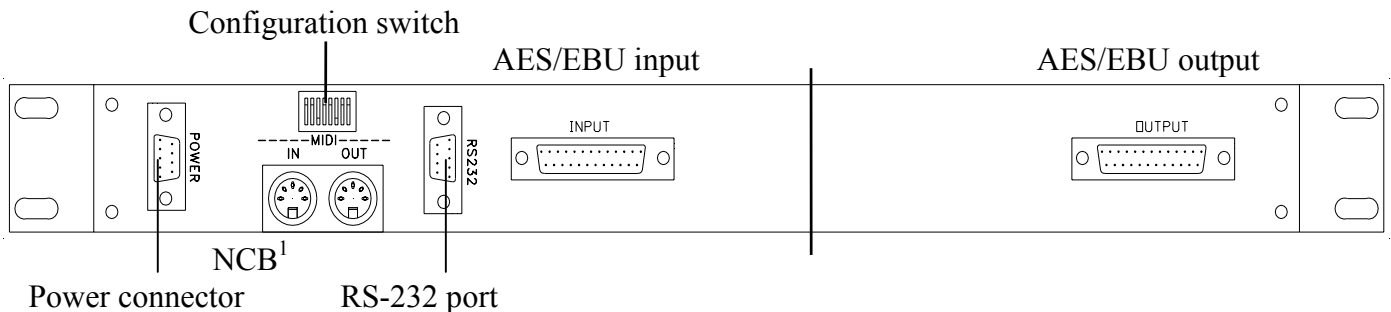 Configuration switch
AES/EBU input
AES/EBU output
POWER
MIDI
IN
OUT
RS232
INPUT
OUTPUT
NCB1
Power connector
RS-232 port